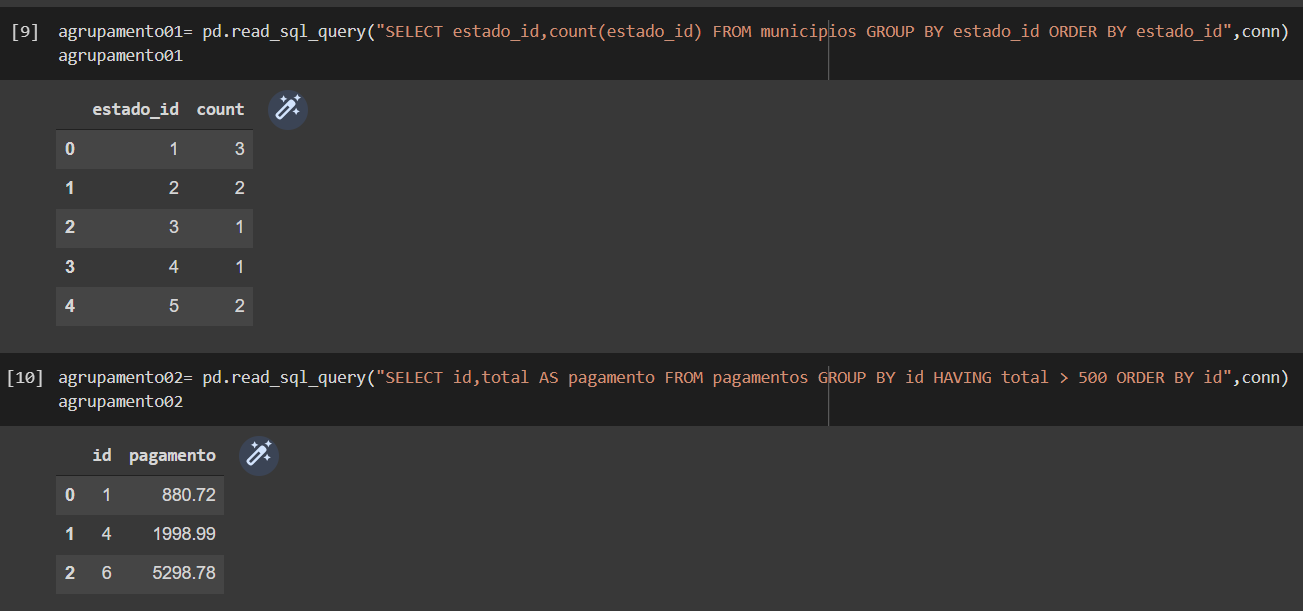 [9] agrupamento01= pd.read_sql_query("SELECT estado_id,count(estado_id) FROM municipios GROUP BY estado_id ORDER BY estado_id",conn)
agrupamento01
estado_id count
0 1 3
1 2 2
2 3 1
3 4 1
4 5 2
[10] agrupamento02= pd.read_sql_query("SELECT id,total AS pagamento FROM pagamentos GROUP BY id HAVING total > 500 ORDER BY id",conn)
agrupamento02
id pagamento
0 1 880.72
1 4 1998.99
2 6 5298.78